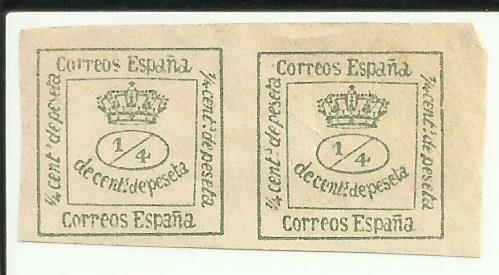 Correos España
¼ cent.ˢ de peseta
1/4
de cent.ˢ de peseta
¼ cent.ˢ de peseta
Correos España
Correos España
¼ cent.ˢ de peseta
1/4
de cent.ˢ de peseta
¼ cent.ˢ de peseta
Correos España